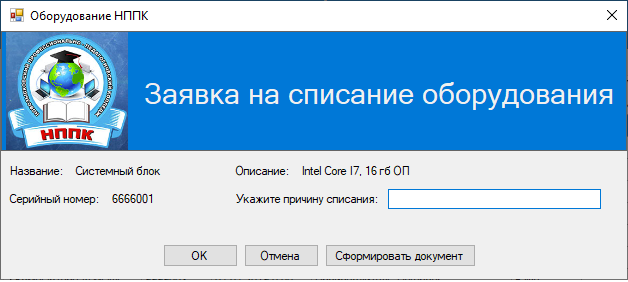 Оборудование НППК
НППК
Заявка на списание оборудования
Название: Системный блок Описание: Intel Core I7, 16 гб ОП
Серийный номер: 6666001 Укажите причину списания:
OK Отмена Сформировать документ